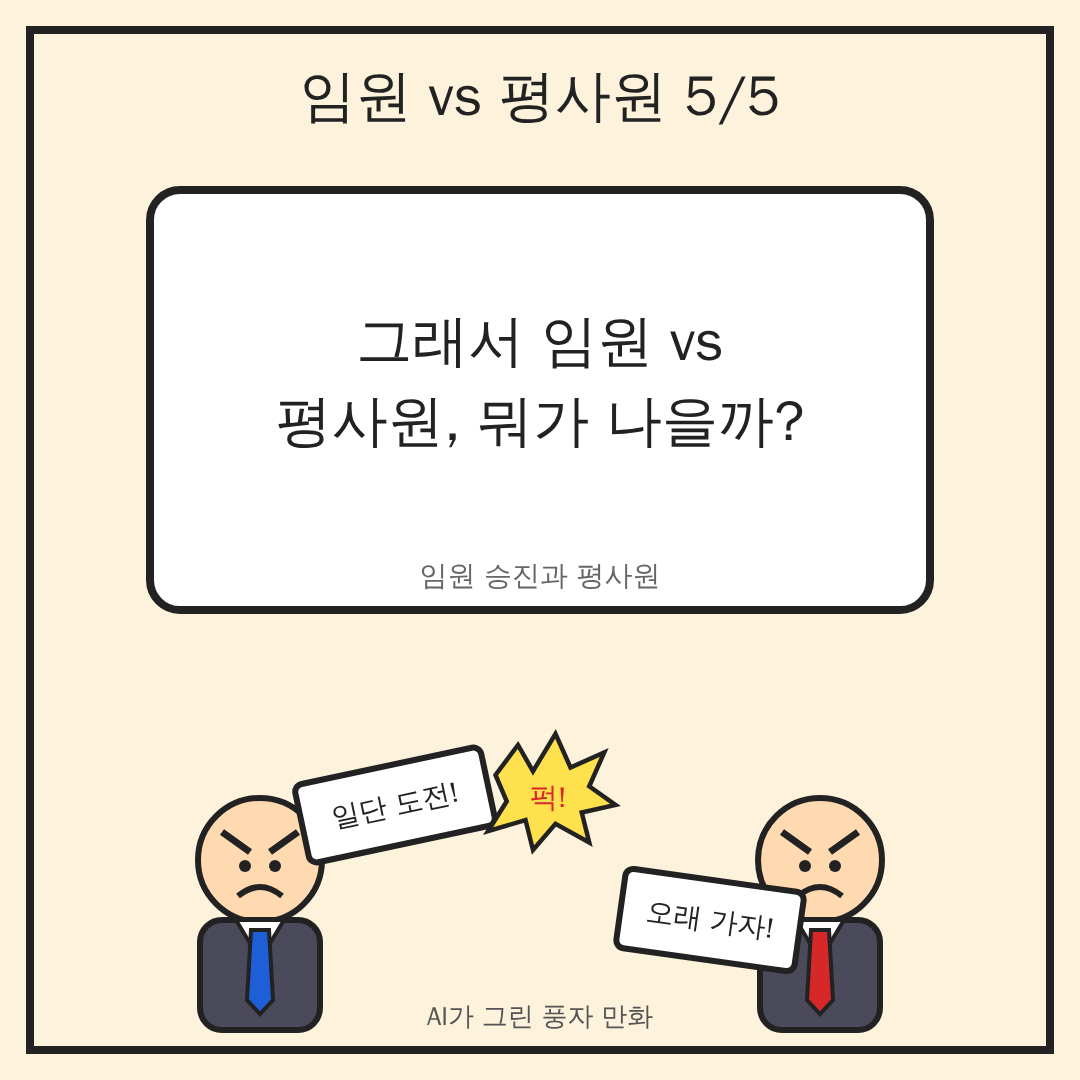 임원 vs 평사원 5/5
그래서 임원 vs
평사원, 뭐가 나을까?
임원 승진과 평사원
일단 도전!
퍽!
오래 가자!
AI가 그린 풍자 만화